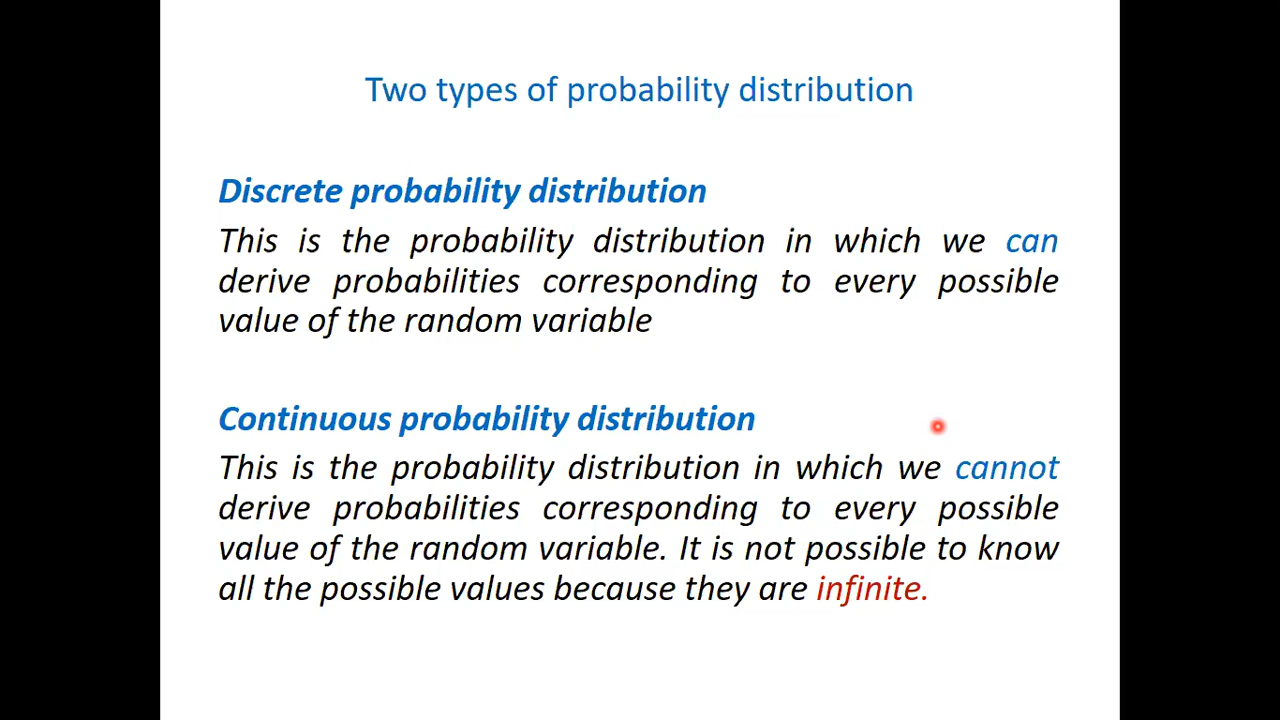 Two types of probability distribution
Discrete probability distribution
This is the probability distribution in which we can
derive probabilities corresponding to every possible
value of the random variable
Continuous probability distribution
This is the probability distribution in which we cannot
derive probabilities corresponding to every possible
value of the random variable. It is not possible to know
all the possible values because they are infinite.